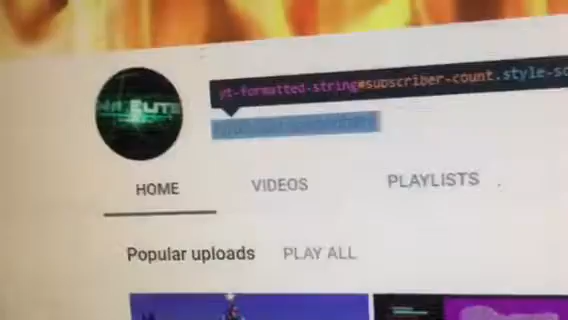 yt-formatted-string#subscriber-count.style-sc
HOME
VIDEOS
PLAYLISTS
Popular uploads
PLAY ALL